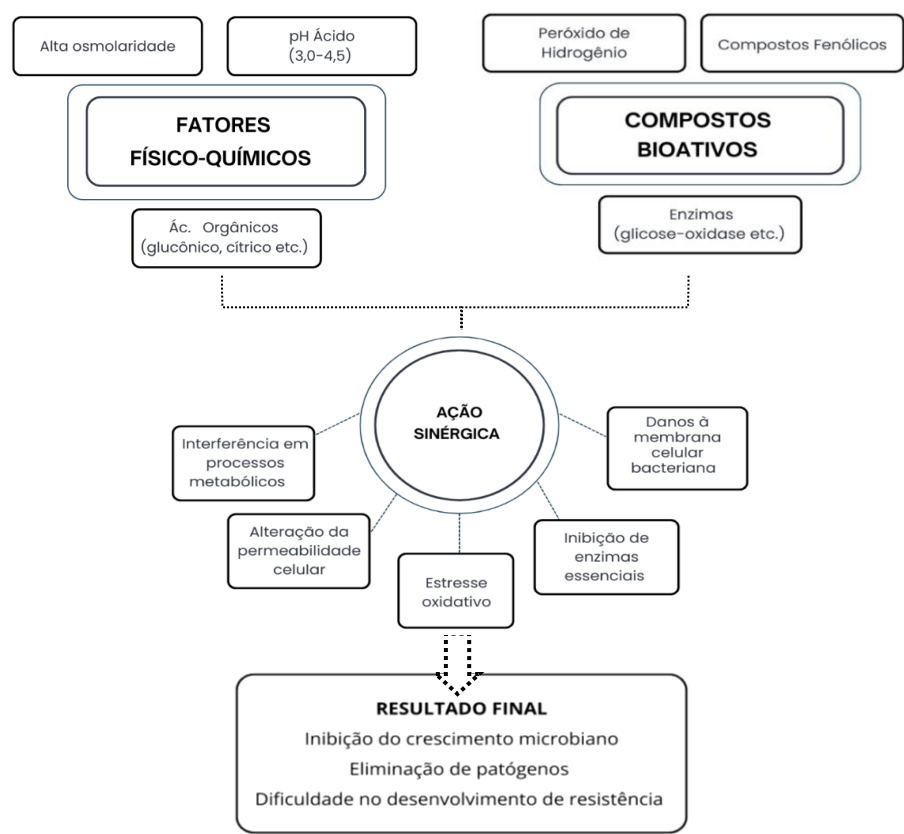 Alta osmolaridade
pH Ácido
(3,0-4,5)
FATORES
FÍSICO-QUÍMICOS
Ác. Orgânicos
(glucônico, cítrico etc.)
Peróxido de
Hidrogênio
Compostos Fenólicos
COMPOSTOS
BIOATIVOS
Enzimas
(glicose-oxidase etc.)
AÇÃO
SINÉRGICA
Interferência em
processos
metabólicos
Alteração da
permeabilidade
celular
Estresse
oxidativo
Inibição de
enzimas
essenciais
Danos à
membrana
celular
bacteriana
RESULTADO FINAL
Inibição do crescimento microbiano
Eliminação de patógenos
Dificuldade no desenvolvimento de resistência